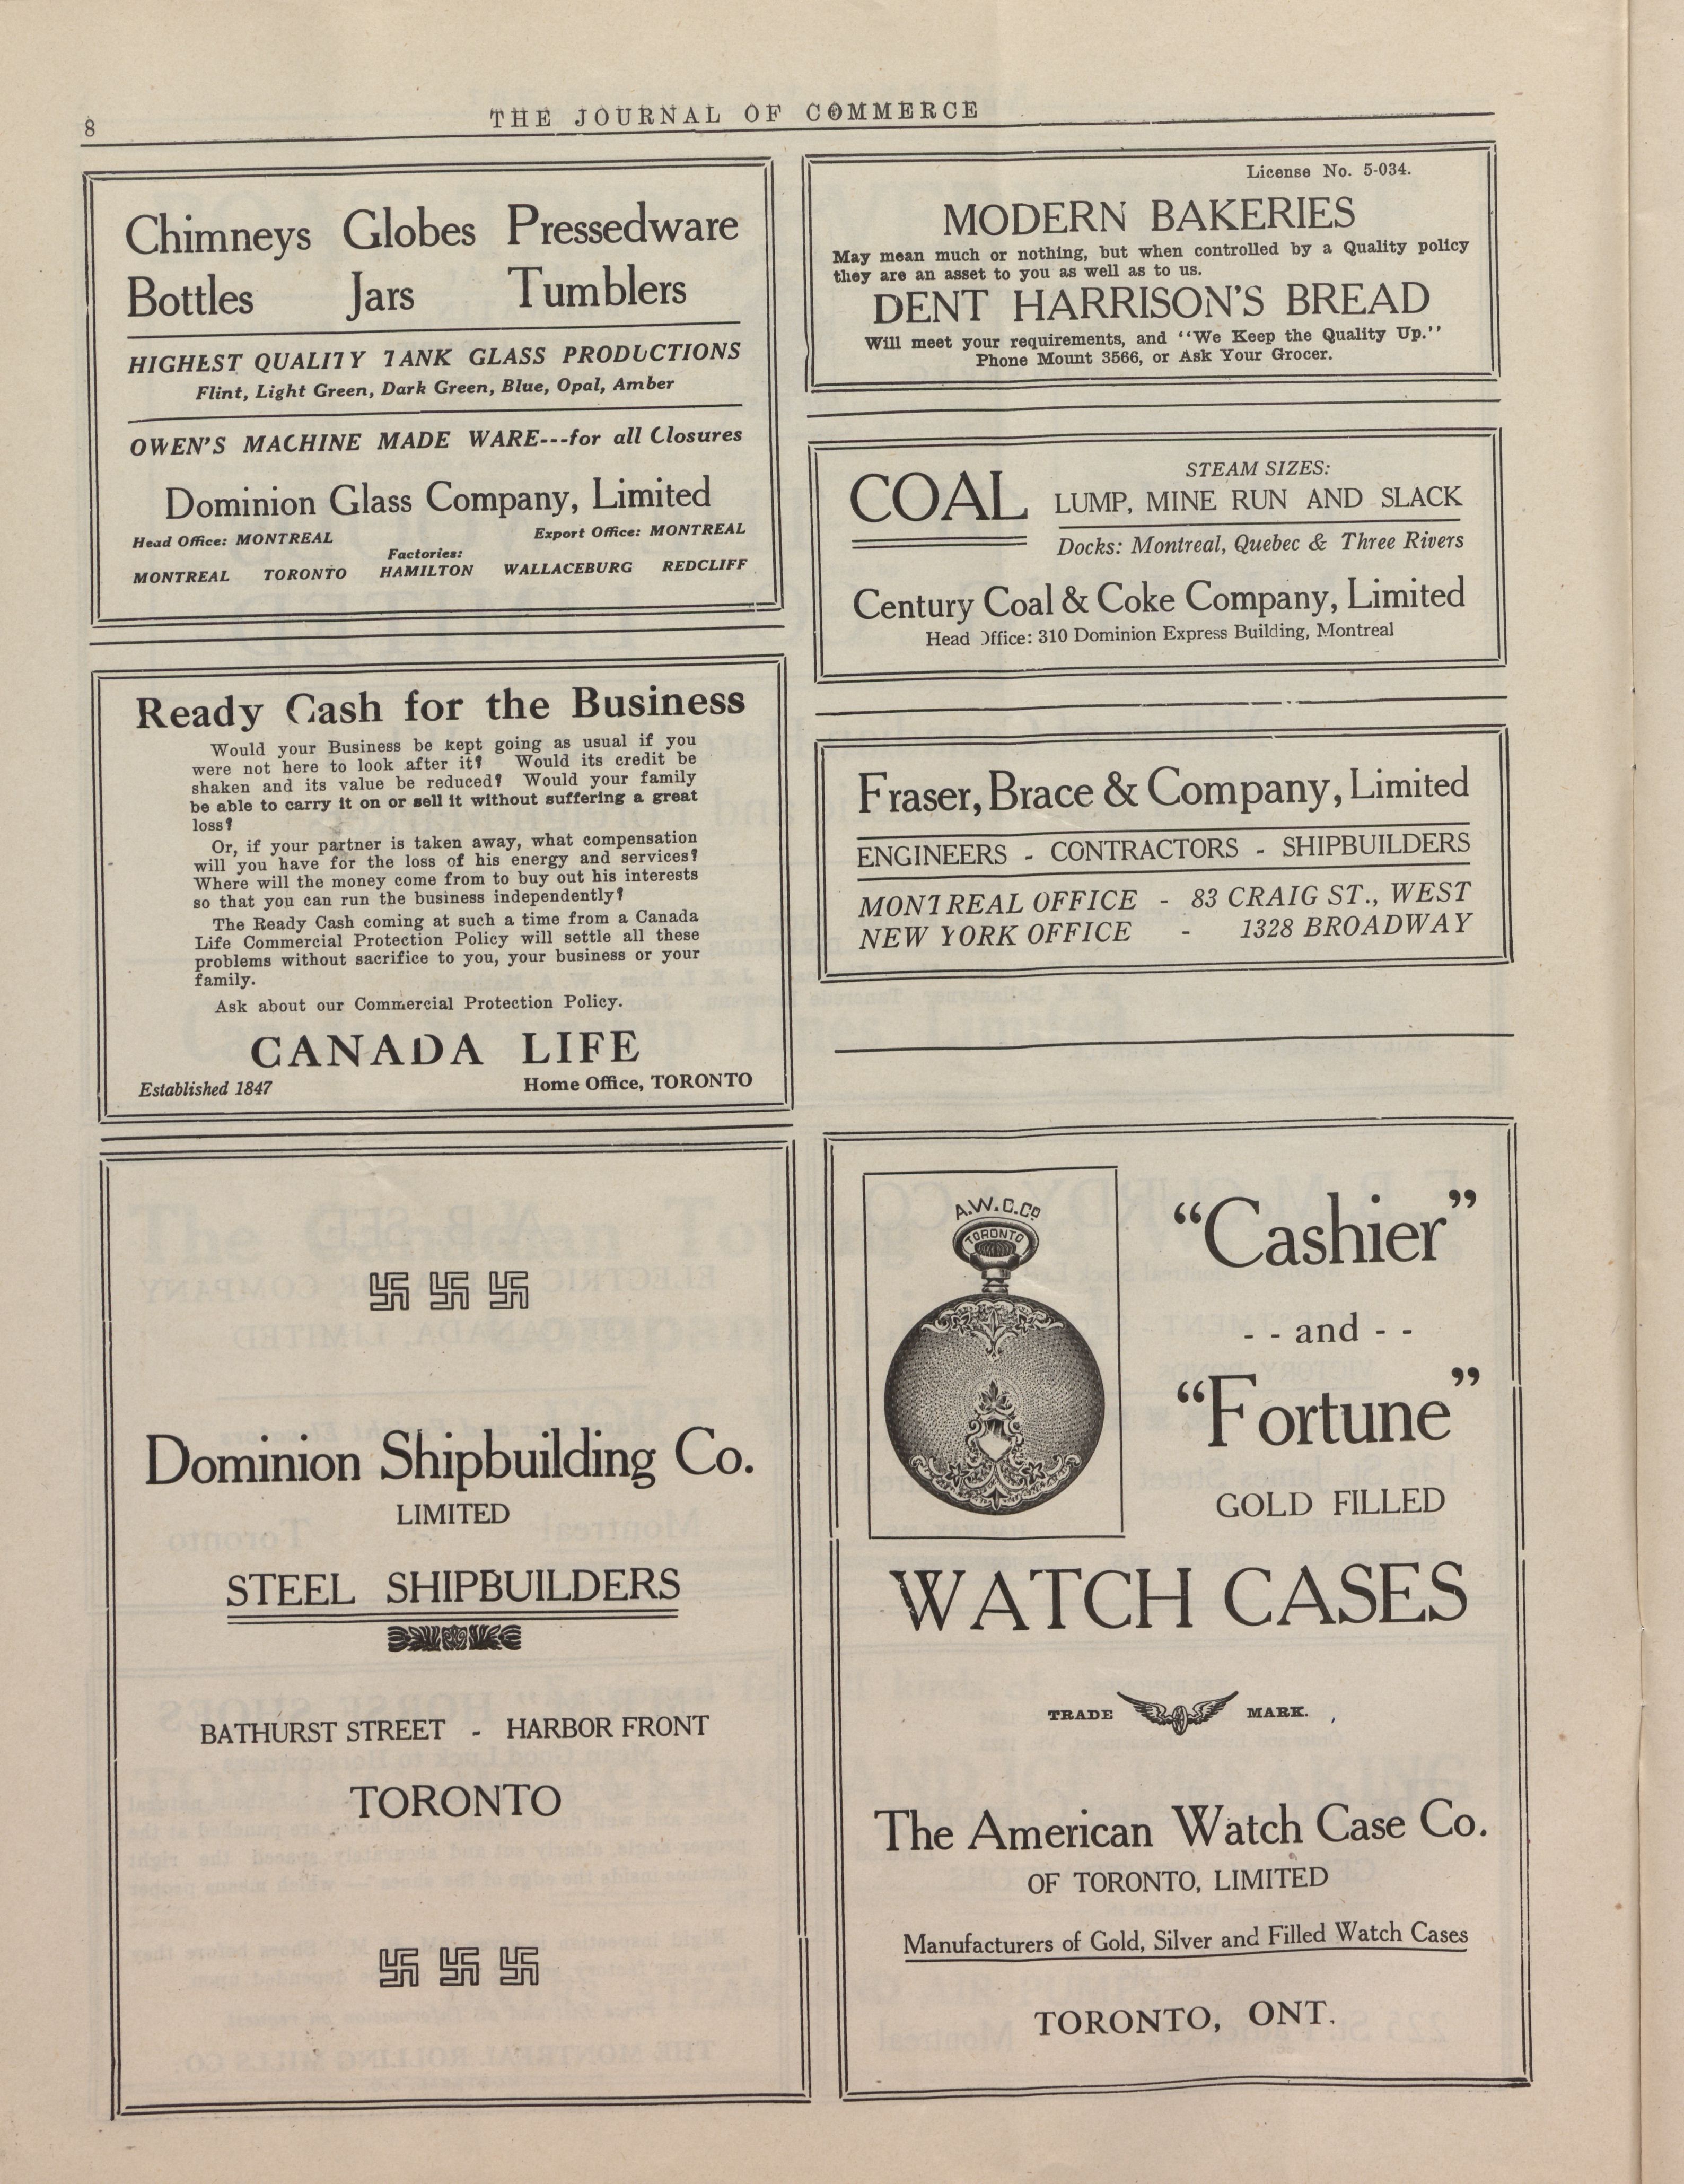 8
THE JOURNAL OF COMMERCE
Chimneys Globes Pressedware
Bottles Jars Tumblers
HIGHEST QUALITY TANK GLASS PRODUCTIONS
Flint, Light Green, Dark Green, Blue, Opal, Amber
OWEN'S MACHINE MADE WARE---for all Closures
Dominion Glass Company, Limited
Head Office: MONTREAL Export Office: MONTREAL
Factories:
MONTREAL TORONTO HAMILTON WALLACEBURG REDCLIFF
Ready Cash for the Business
Would your Business be kept going as usual if you
were not here to look after it? Would its credit be
shaken and its value be reduced? Would your family
be able to carry it on or sell it without suffering a great
loss?
Or, if your partner is taken away, what compensation
will you have for the loss of his energy and services?
Where will the money come from to buy out his interests
so that you can run the business independently?
The Ready Cash coming at such a time from a Canada
Life Commercial Protection Policy will settle all these
problems without sacrifice to you, your business or your
family.
Ask about our Commercial Protection Policy.
CANADA LIFE
Established 1847 Home Office, TORONTO
Dominion Shipbuilding Co.
LIMITED
STEEL SHIPBUILDERS
BATHURST STREET - HARBOR FRONT
TORONTO
License No. 5-034.
MODERN BAKERIES
May mean much or nothing, but when controlled by a Quality policy
they are an asset to you as well as to us.
DENT HARRISON'S BREAD
Will meet your requirements, and "We Keep the Quality Up."
Phone Mount 3566, or Ask Your Grocer.
COAL
STEAM SIZES:
LUMP, MINE RUN AND SLACK
Docks: Montreal, Quebec & Three Rivers
Century Coal & Coke Company, Limited
Head Office: 310 Dominion Express Building, Montreal
Fraser, Brace & Company, Limited
ENGINEERS - CONTRACTORS - SHIPBUILDERS
MONTREAL OFFICE - 83 CRAIG ST., WEST
NEW YORK OFFICE - 1328 BROADWAY
A.W.C.Co
TORONTO
"Cashier"
- - and - -
"Fortune"
GOLD FILLED
WATCH CASES
TRADE MARK.
The American Watch Case Co.
OF TORONTO, LIMITED
Manufacturers of Gold, Silver and Filled Watch Cases
TORONTO, ONT.